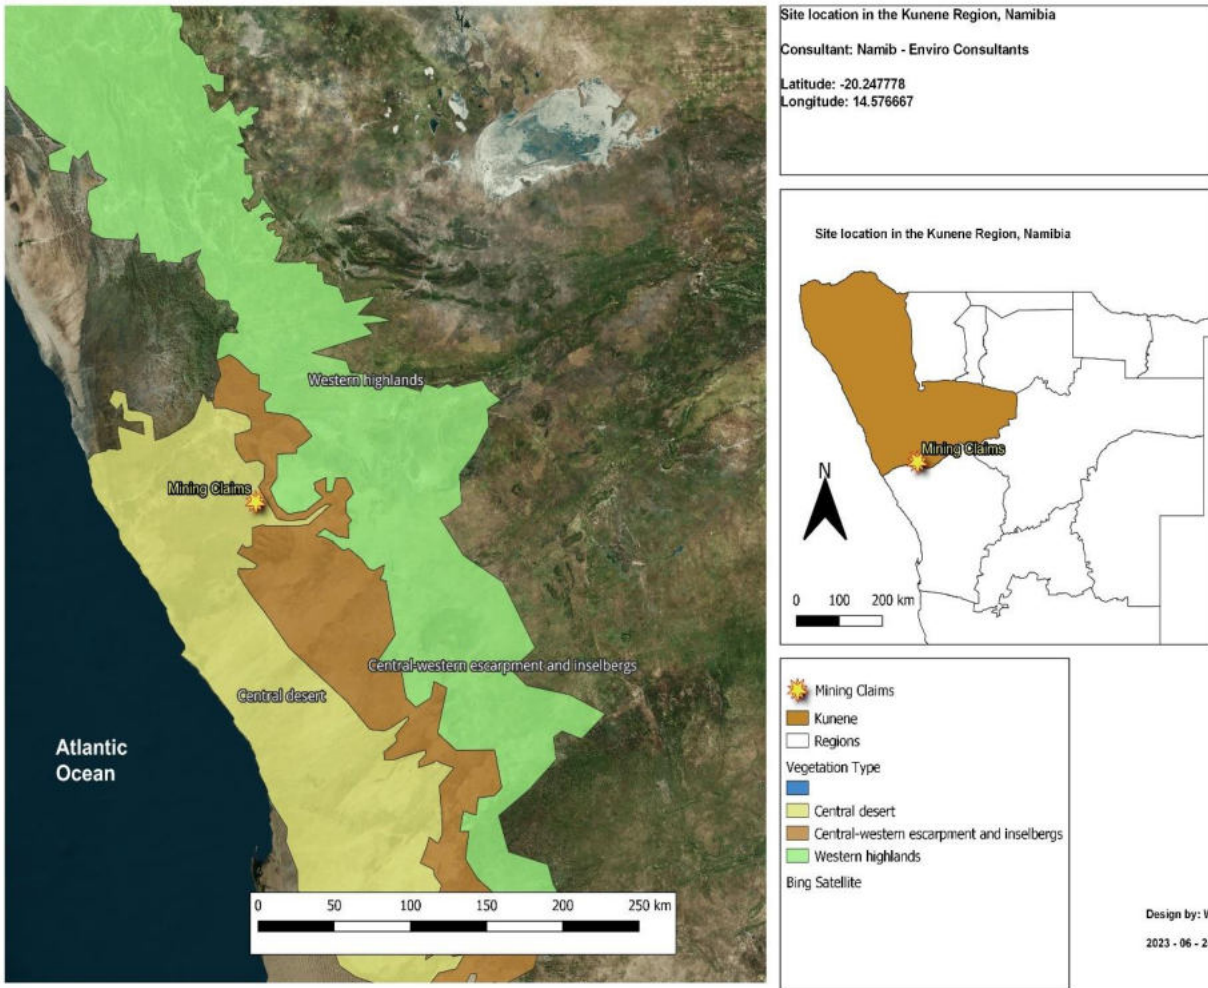 Site location in the Kunene Region, Namibia
Consultant: Namib - Enviro Consultants
Latitude: -20.247778
Longitude: 14.576667
Western highlands
Mining Claims
Central-western escarpment and inselbergs
Central desert
Atlantic
Ocean
0 50 100 150 200 250 km
Site location in the Kunene Region, Namibia
Mining Claims
N
0 100 200 km
Mining Claims
Kunene
Regions
Vegetation Type
Central desert
Central-western escarpment and inselbergs
Western highlands
Bing Satellite
Design by:
2023 - 06 - 2